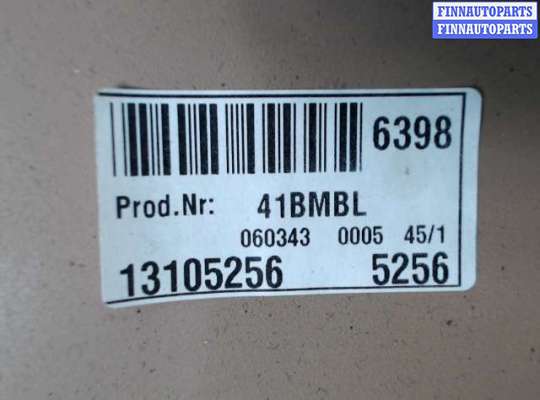 FINNAUTOPARTS
FINNAUTOPARTS
6398
Prod.Nr: 41BMBL
060343 0005 45/1
13105256 5256